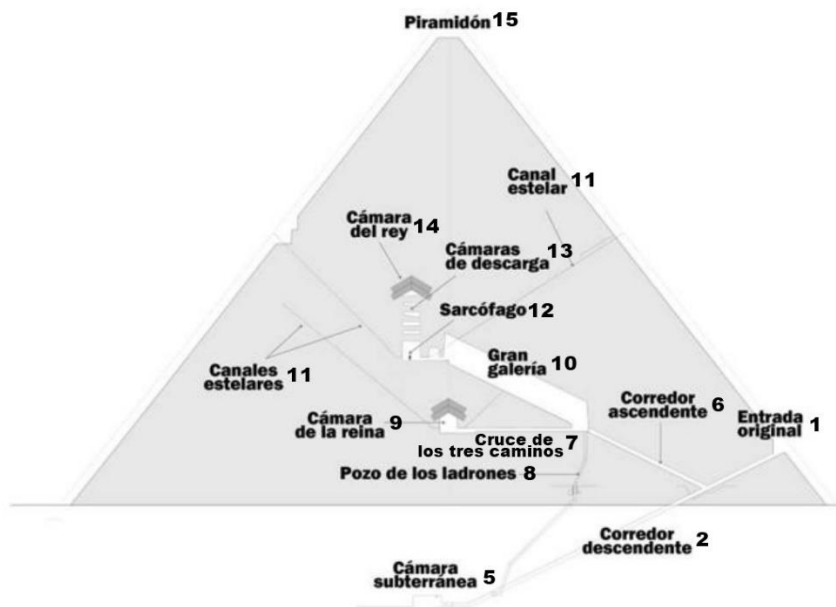 Piramidón 15
Canal
estelar 11
Cámara
del rey 14
Cámaras
de descarga 13
Sarcófago 12
Gran
galería 10
Canales
estelares 11
Corredor
ascendente 6
Entrada
original 1
Cámara
de la reina 9
Cruce de
los tres caminos 7
Pozo de los ladrones 8
Corredor
descendente 2
Cámara
subterránea 5